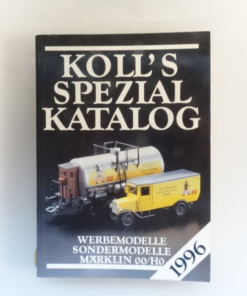 KOLL'S
SPEZIAL
KATALOG
WERBEMODELLE
SONDERMODELLE
MÄRKLIN 00/H0
1996